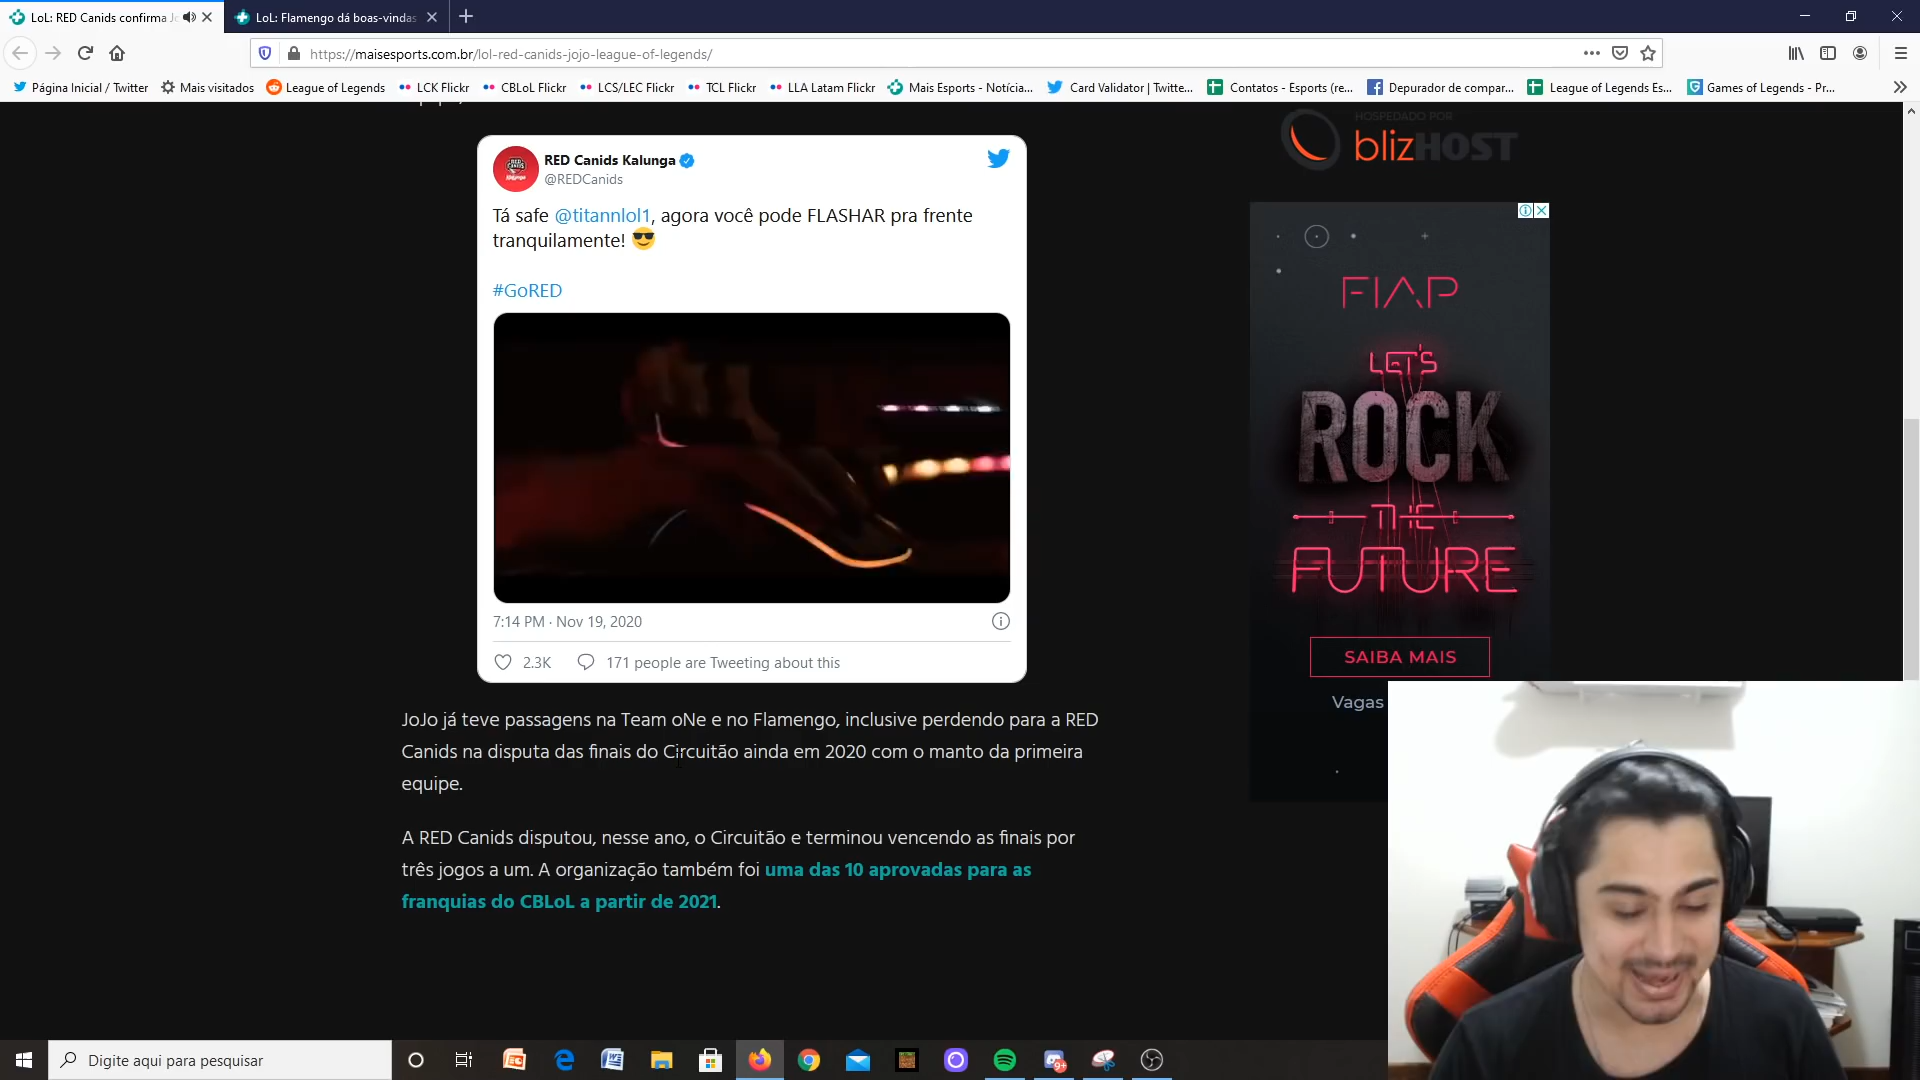 LoL: RED Canids confirma Jo
LoL: Flamengo dá boas-vindas
https://maisesports.com.br/lol-red-canids-jojo-league-of-legends/
Página Inicial / Twitter
Mais visitados
League of Legends
LCK Flickr
CBLoL Flickr
LCS/LEC Flickr
TCL Flickr
LLA Latam Flickr
Mais Esports - Notícia...
Card Validator | Twitte...
Contatos - Esports (re...
Depurador de compar...
League of Legends Es...
Games of Legends - Pr...
HOSPEDADO POR
blizHOST
RED Canids Kalunga
@REDCanids
Tá safe @titannlol1, agora você pode FLASHAR pra frente
tranquilamente! 😎
#GoRED
7:14 PM · Nov 19, 2020
2.3K
171 people are Tweeting about this
FIAP
LET'S
ROCK
THE
FUTURE
SAIBA MAIS
Vagas
JoJo já teve passagens na Team oNe e no Flamengo, inclusive perdendo para a RED
Canids na disputa das finais do Circuitão ainda em 2020 com o manto da primeira
equipe.
A RED Canids disputou, nesse ano, o Circuitão e terminou vencendo as finais por
três jogos a um. A organização também foi uma das 10 aprovadas para as
franquias do CBLoL a partir de 2021.
Digite aqui para pesquisar